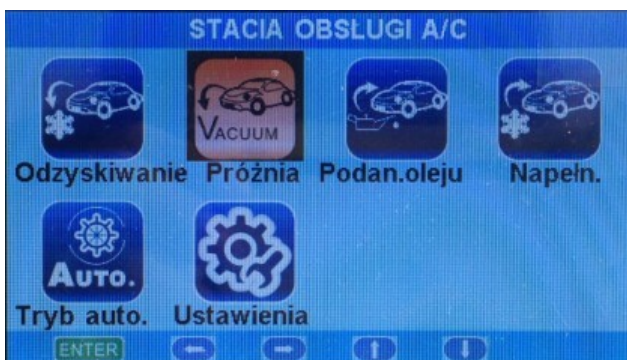 STACIA OBSŁUGI A/C
VACUUM
Odzyskiwanie Próżnia Podan.oleju Napełn.
AUTO.
Tryb auto. Ustawienia
ENTER